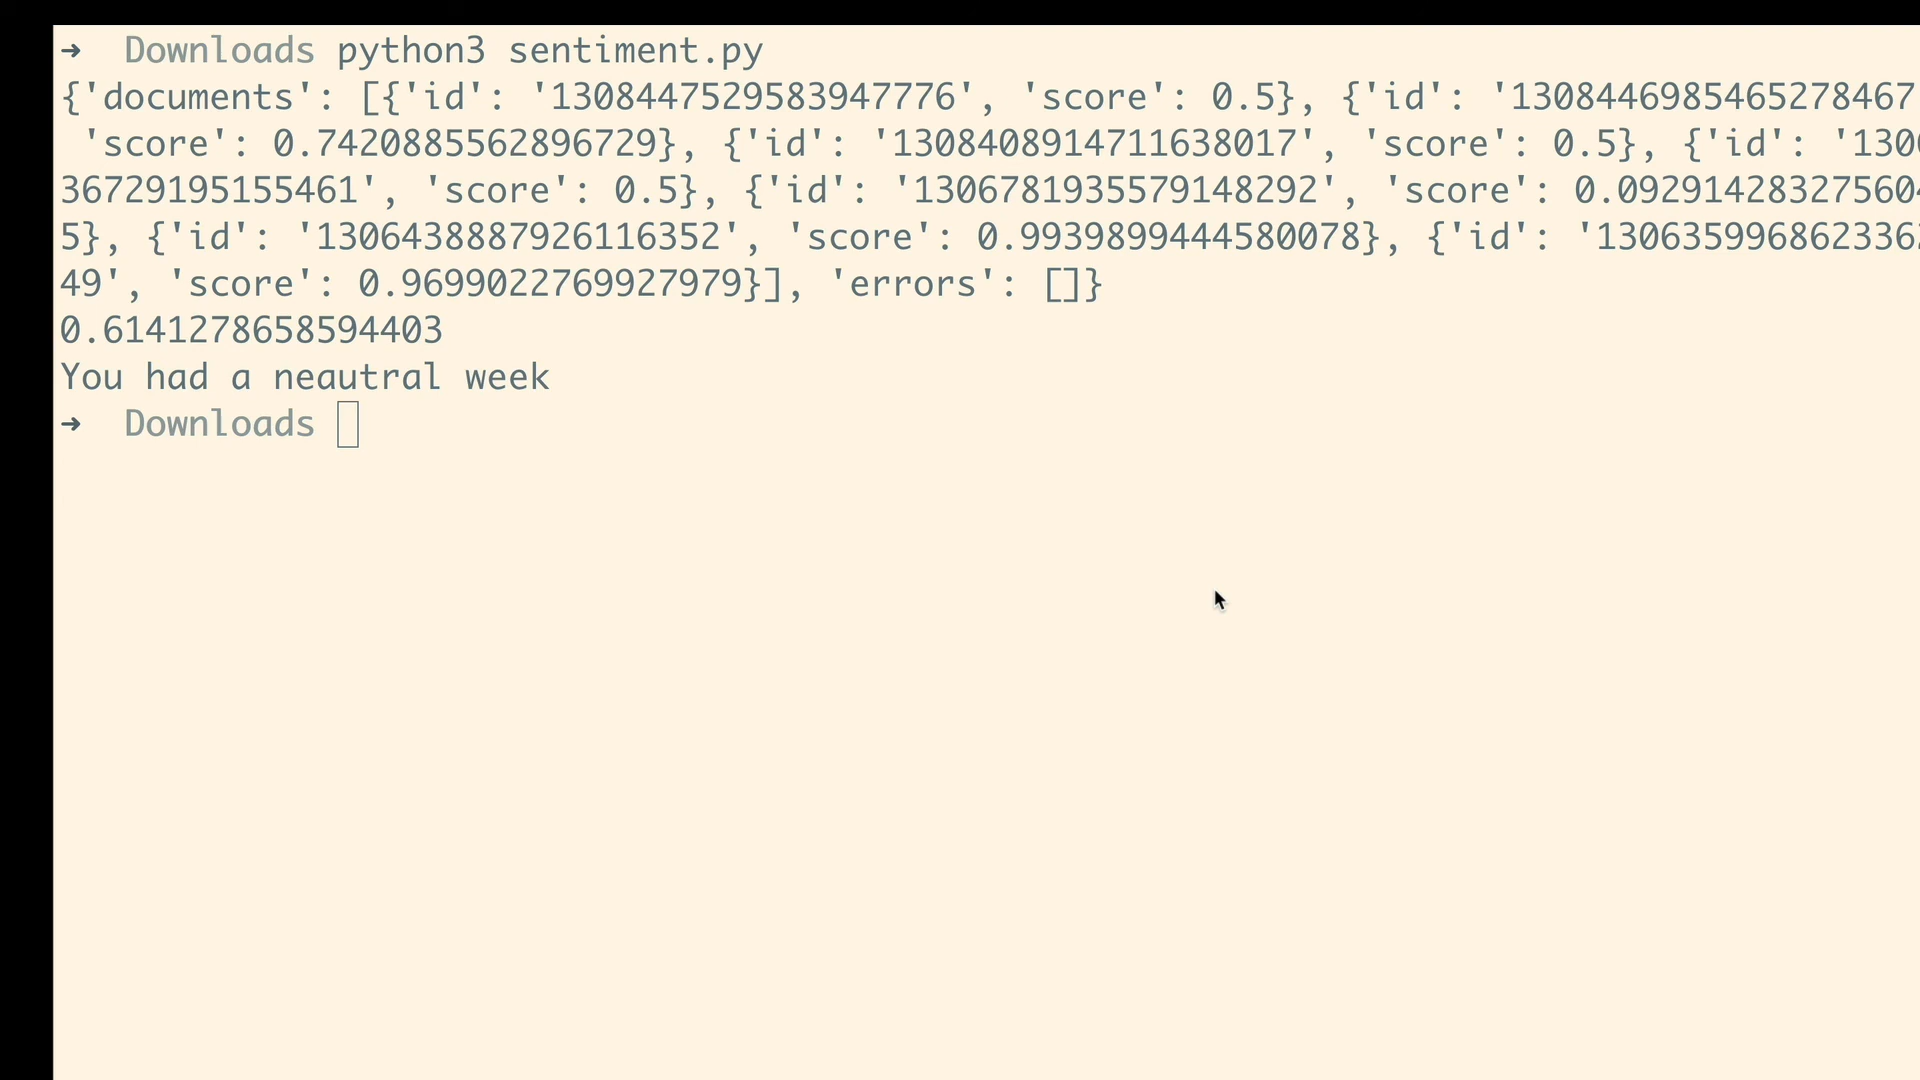 ➜ Downloads python3 sentiment.py
{'documents': [{'id': '1308447529583947776', 'score': 0.5}, {'id': '1308446985465278467'
'score': 0.7420885562896729}, {'id': '1308408914711638017', 'score': 0.5}, {'id': '130
36729195155461', 'score': 0.5}, {'id': '1306781935579148292', 'score': 0.092914283275604
5}, {'id': '1306438887926116352', 'score': 0.9939899444580078}, {'id': '130635996862336
49', 'score': 0.9699022769927979}], 'errors': []}
0.6141278658594403
You had a neautral week
➜ Downloads